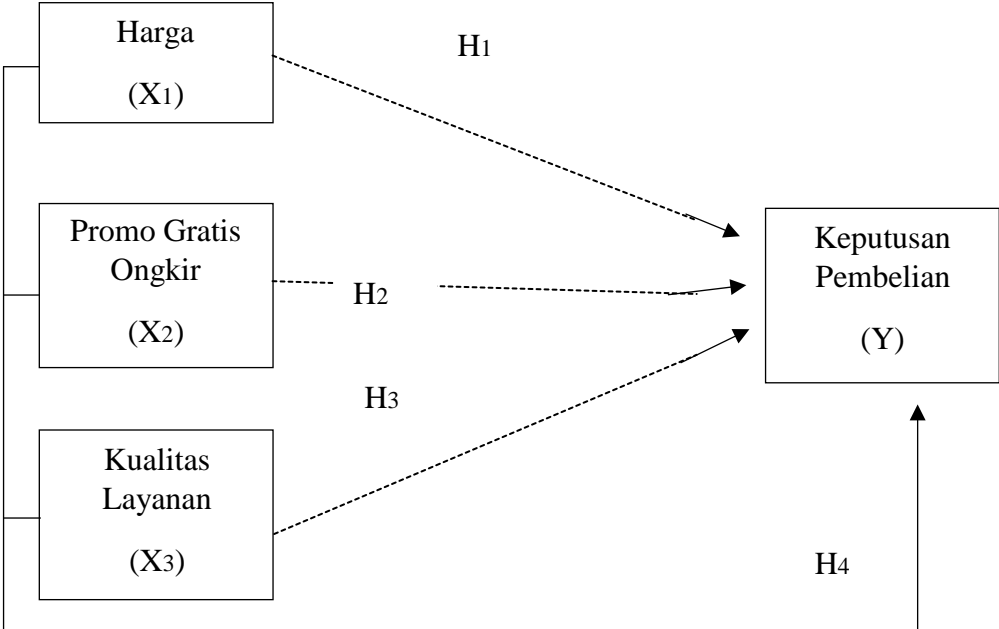 Harga
(X1)
H1
Promo Gratis
Ongkir
(X2)
H2
Keputusan
Pembelian
(Y)
H3
Kualitas
Layanan
(X3)
H4